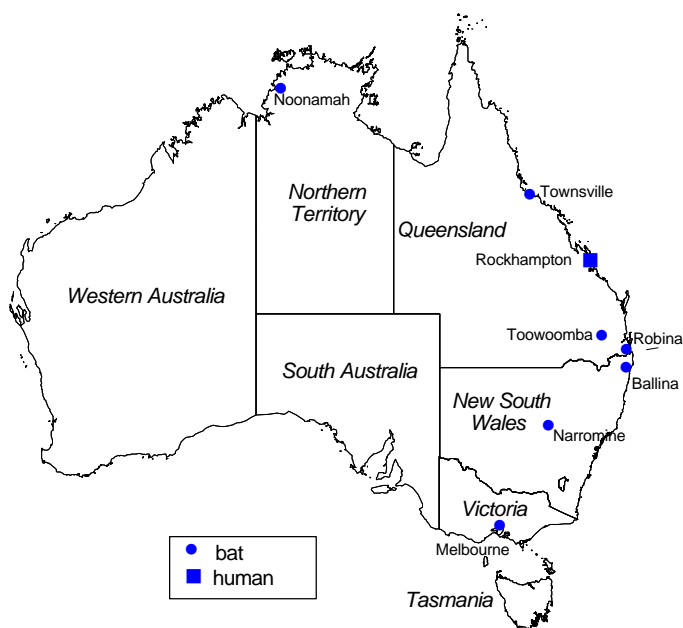 Noonamah
Northern
Territory
Townsville
Queensland
Rockhampton
Western Australia
Toowoomba
Robina
South Australia
Ballina
New South
Wales
Narromine
Victoria
Melbourne
bat
human
Tasmania